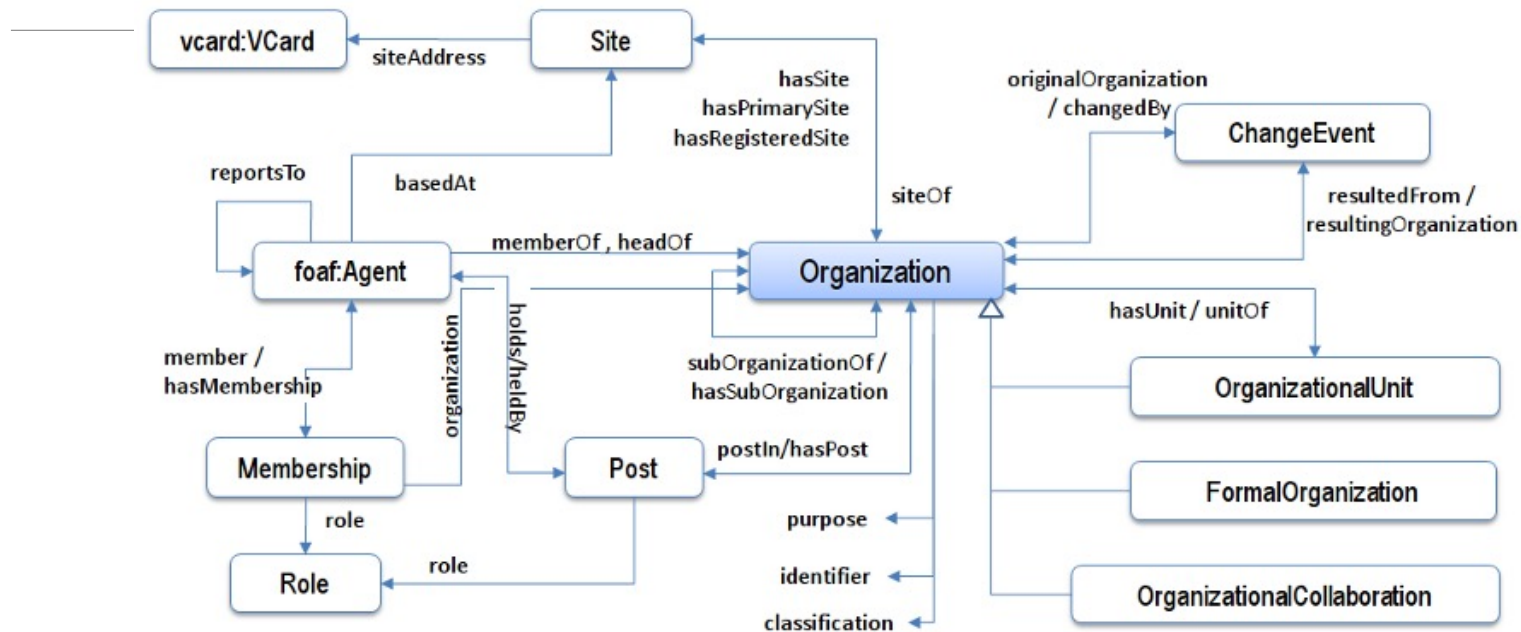 vcard:VCard
siteAddress
Site
hasSite
hasPrimarySite
hasRegisteredSite
originalOrganization
/ changedBy
ChangeEvent
reportsTo
basedAt
siteOf
resultedFrom /
resultingOrganization
memberOf , headOf
foaf:Agent
Organization
hasUnit / unitOf
member /
hasMembership
organization
holds/heldBy
subOrganizationOf /
hasSubOrganization
OrganizationalUnit
Membership
Post
postIn/hasPost
FormalOrganization
role
purpose
Role
role
identifier
OrganizationalCollaboration
classification